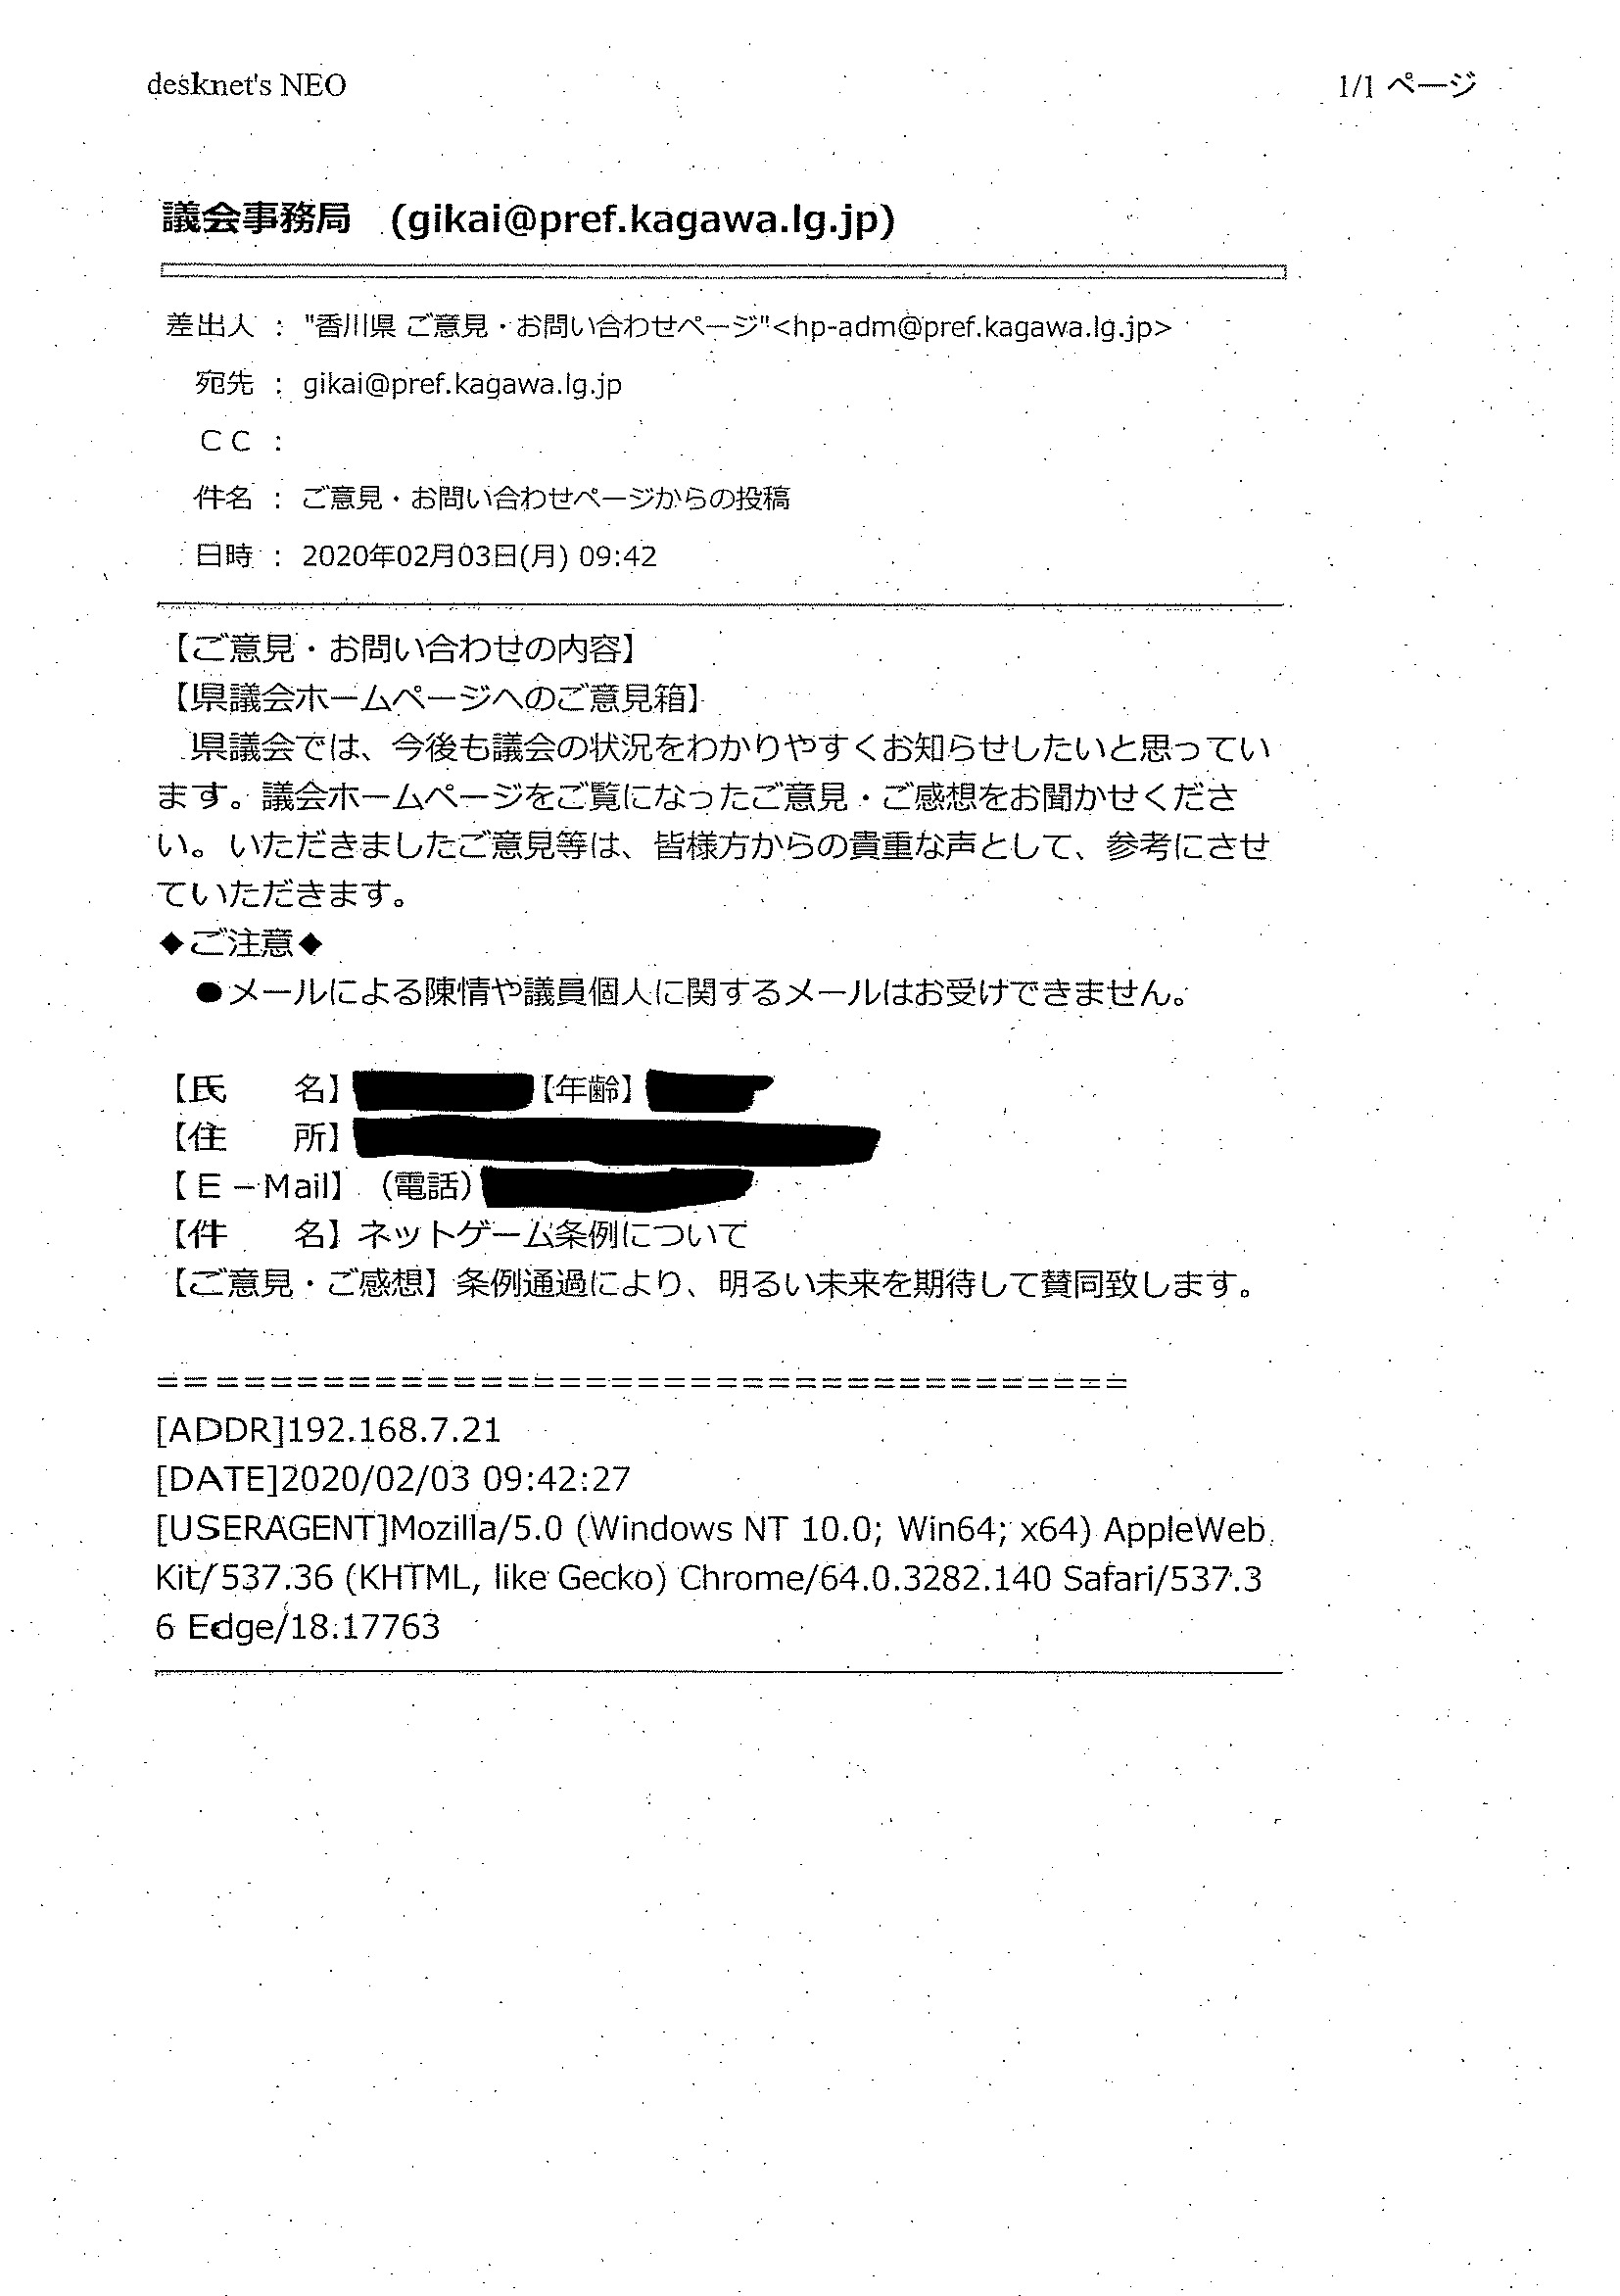 desknet's NEO
1/1 ページ
議会事務局 (gikai@pref.kagawa.lg.jp)
差出人 : "香川県 ご意見・お問い合わせページ"<hp-adm@pref.kagawa.lg.jp>
宛先 : gikai@pref.kagawa.lg.jp
ＣＣ :
件名 : ご意見・お問い合わせページからの投稿
日時 : 2020年02月03日(月) 09:42
【ご意見・お問い合わせの内容】
【県議会ホームページへのご意見箱】
県議会では、今後も議会の状況をわかりやすくお知らせしたいと思ってい
ます。議会ホームページをご覧になったご意見・ご感想をお聞かせくださ
い。いただきましたご意見等は、皆様方からの貴重な声として、参考にさせ
ていただきます。
◆ご注意◆
●メールによる陳情や議員個人に関するメールはお受けできません。
【氏　　名】【年齢】
【住　　所】
【Ｅ－Mail】（電話）
【件　　名】ネットゲーム条例について
【ご意見・ご感想】条例通過により、明るい未来を期待して賛同致します。
=====================================
[ADDR]192.168.7.21
[DATE]2020/02/03 09:42:27
[USERAGENT]Mozilla/5.0 (Windows NT 10.0; Win64; x64) AppleWeb
Kit/537.36 (KHTML, like Gecko) Chrome/64.0.3282.140 Safari/537.3
6 Edge/18.17763